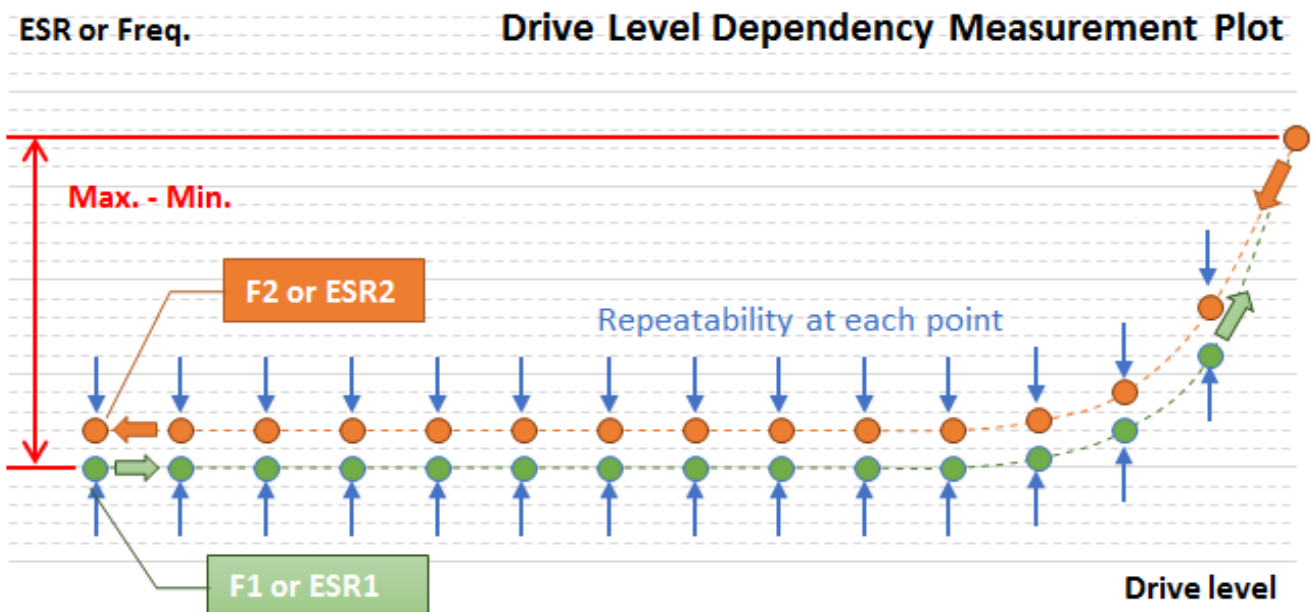 ESR or Freq.
Drive Level Dependency Measurement Plot
Max. - Min.
F2 or ESR2
Repeatability at each point
F1 or ESR1
Drive level